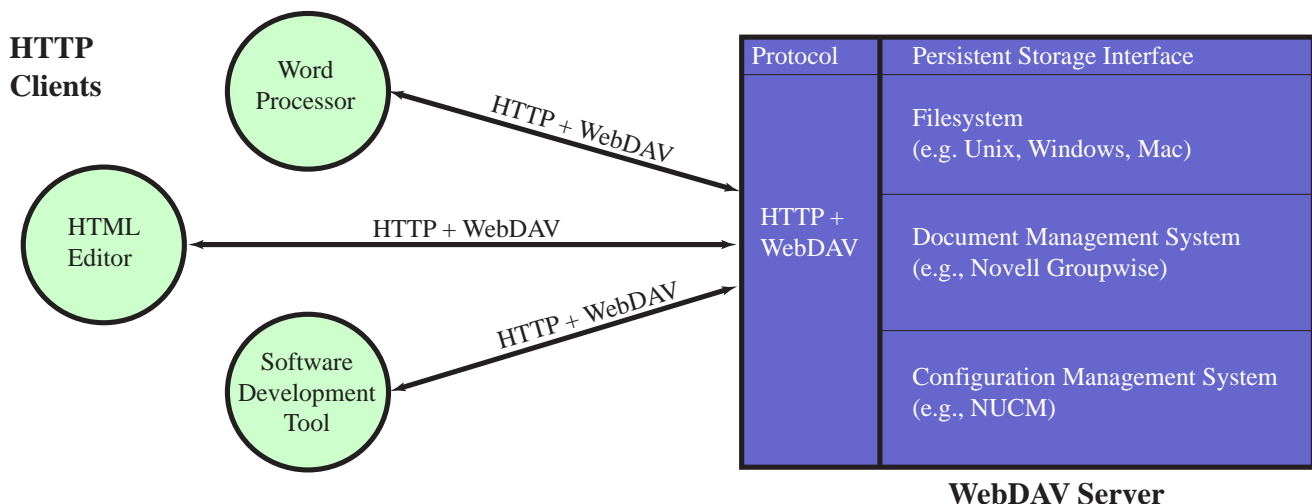 HTTP
Clients
Word
Processor
HTML
Editor
Software
Development
Tool
HTTP + WebDAV
HTTP + WebDAV
HTTP + WebDAV
Protocol
Persistent Storage Interface
HTTP +
WebDAV
Filesystem
(e.g. Unix, Windows, Mac)
Document Management System
(e.g., Novell Groupwise)
Configuration Management System
(e.g., NUCM)
WebDAV Server